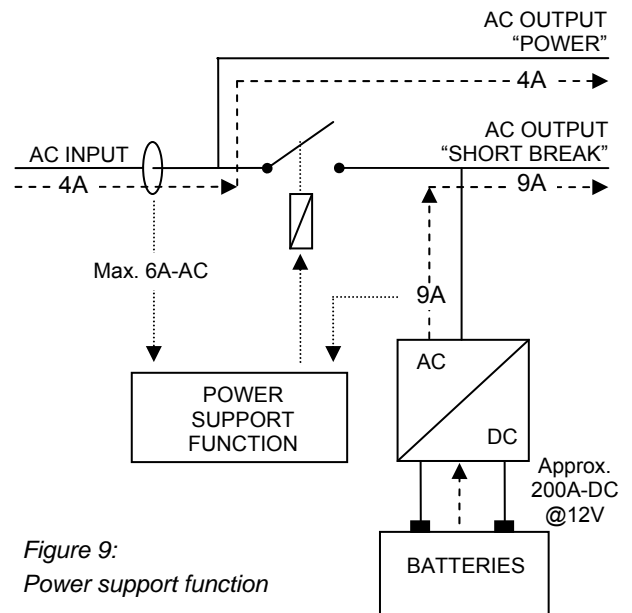 AC OUTPUT
“POWER”
4A
AC INPUT
4A
AC OUTPUT
“SHORT BREAK”
9A
Max. 6A-AC
9A
POWER
SUPPORT
FUNCTION
AC
DC
Approx.
200A-DC
@12V
BATTERIES
Figure 9:
Power support function